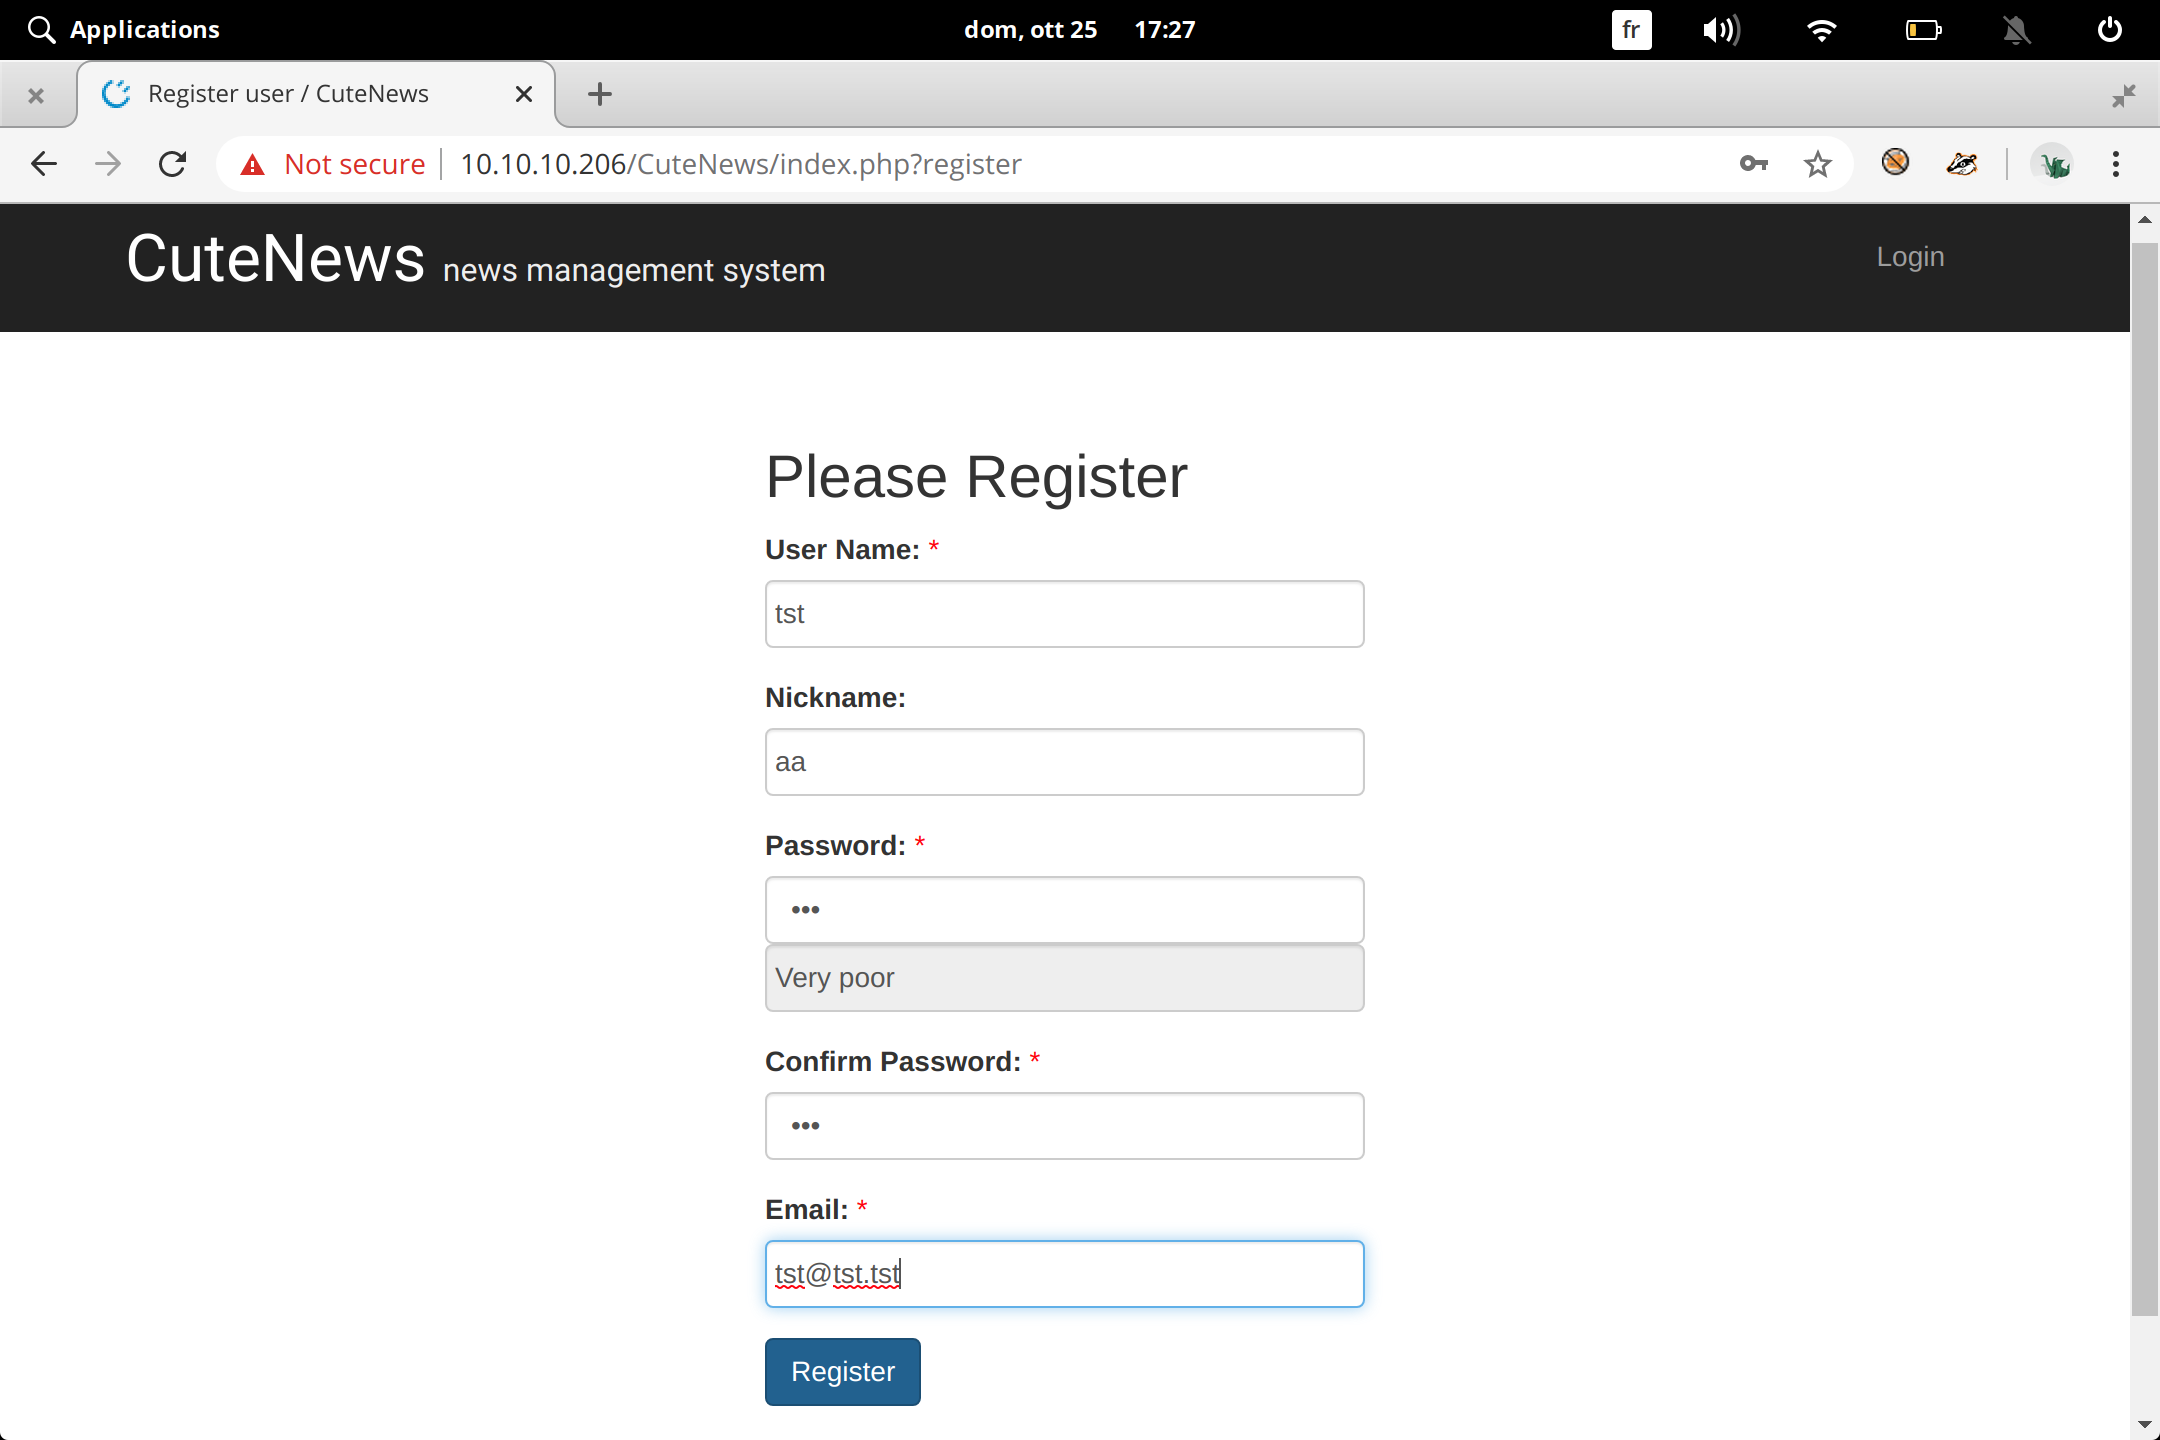 Applications dom, ott 25 17:27 fr
Register user / CuteNews
Not secure 10.10.10.206/CuteNews/index.php?register
CuteNews news management system Login
Please Register
User Name: *
tst
Nickname:
aa
Password: *
•••
Very poor
Confirm Password: *
•••
Email: *
tst@tst.tst
Register